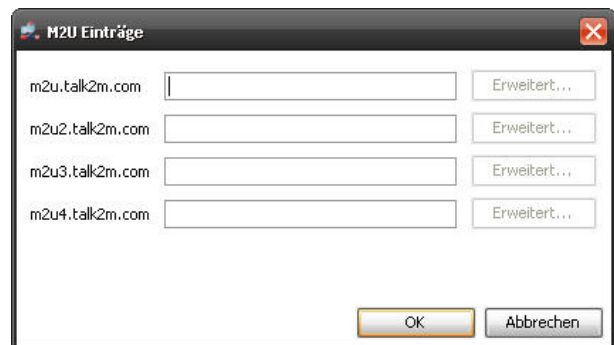 M2U Einträge
m2u.talk2m.com Erweitert...
m2u2.talk2m.com Erweitert...
m2u3.talk2m.com Erweitert...
m2u4.talk2m.com Erweitert...
OK Abbrechen